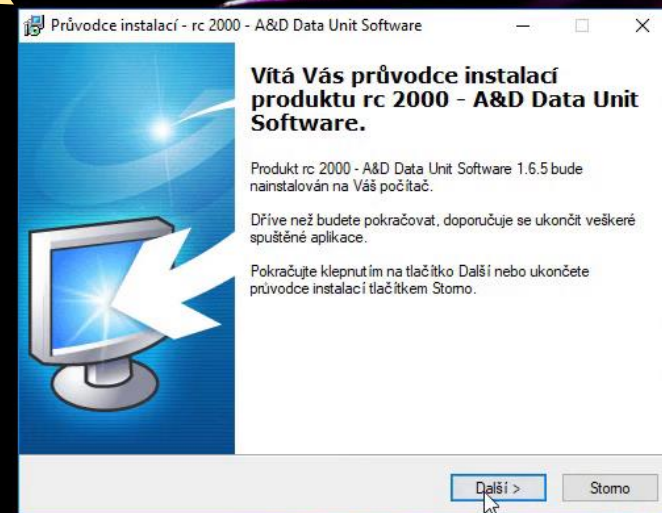 Průvodce instalací - rc 2000 - A&D Data Unit Software
Vítá Vás průvodce instalací
produktu rc 2000 - A&D Data Unit
Software.
Produkt rc 2000 - A&D Data Unit Software 1.6.5 bude
nainstalován na Váš počítač.
Dříve než budete pokračovat, doporučuje se ukončit veškeré
spuštěné aplikace.
Pokračujte klepnutím na tlačítko Další nebo ukončete
průvodce instalací tlačítkem Storno.
Další >
Storno